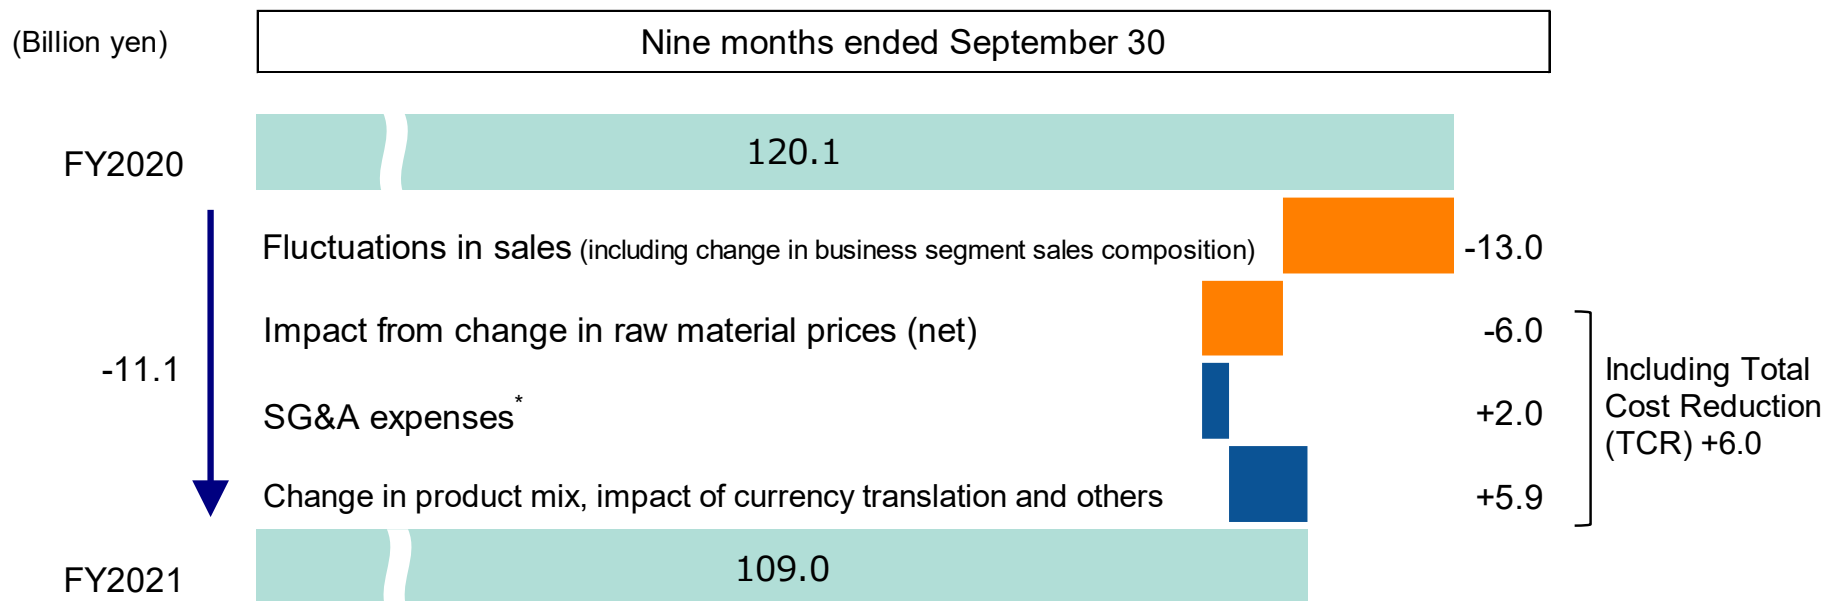 (Billion yen)
Nine months ended September 30
FY2020
120.1
Fluctuations in sales (including change in business segment sales composition)
-13.0
Impact from change in raw material prices (net)
-6.0
-11.1
SG&A expenses*
+2.0
Including Total
Cost Reduction
(TCR) +6.0
Change in product mix, impact of currency translation and others
+5.9
FY2021
109.0